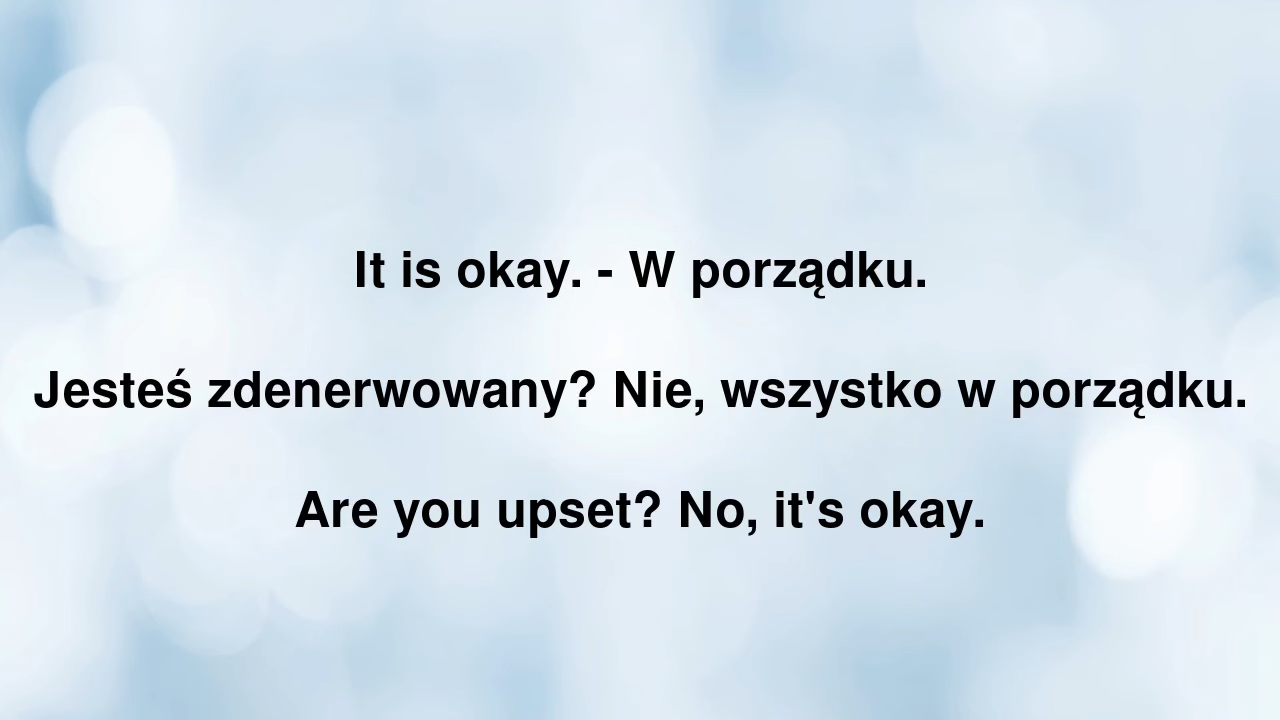 It is okay. - W porządku.
Jesteś zdenerwowany? Nie, wszystko w porządku.
Are you upset? No, it's okay.